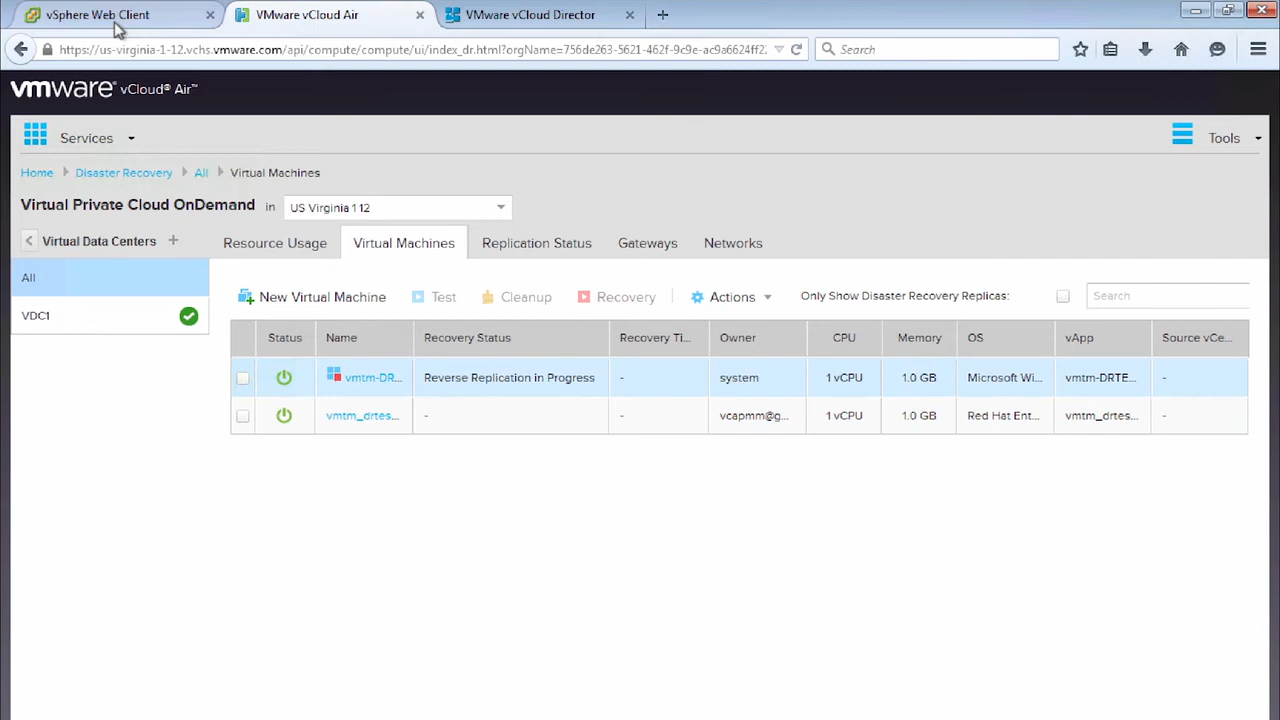 vSphere Web Client
VMware vCloud Air
VMware vCloud Director
https://us-virginia-1-12.vchs.vmware.com/api/compute/compute/ui/index_dr.html?orgName=756de263-5621-462f-9c9e-ac9a6624ff2
Search
vmware® vCloud® Air™
Services
Tools
Home Disaster Recovery All Virtual Machines
Virtual Private Cloud OnDemand in US Virginia 1 12
Virtual Data Centers
Resource Usage Virtual Machines Replication Status Gateways Networks
All
VDC1
New Virtual Machine Test Cleanup Recovery Actions Only Show Disaster Recovery Replicas: Search
Status Name Recovery Status Recovery Ti... Owner CPU Memory OS vApp Source vCe...
vmtm-DR... Reverse Replication in Progress - system 1 vCPU 1.0 GB Microsoft Wi... vmtm-DRTE... -
vmtm_drtes... - - vcapmm@g... 1 vCPU 1.0 GB Red Hat Ent... vmtm_drtes... -